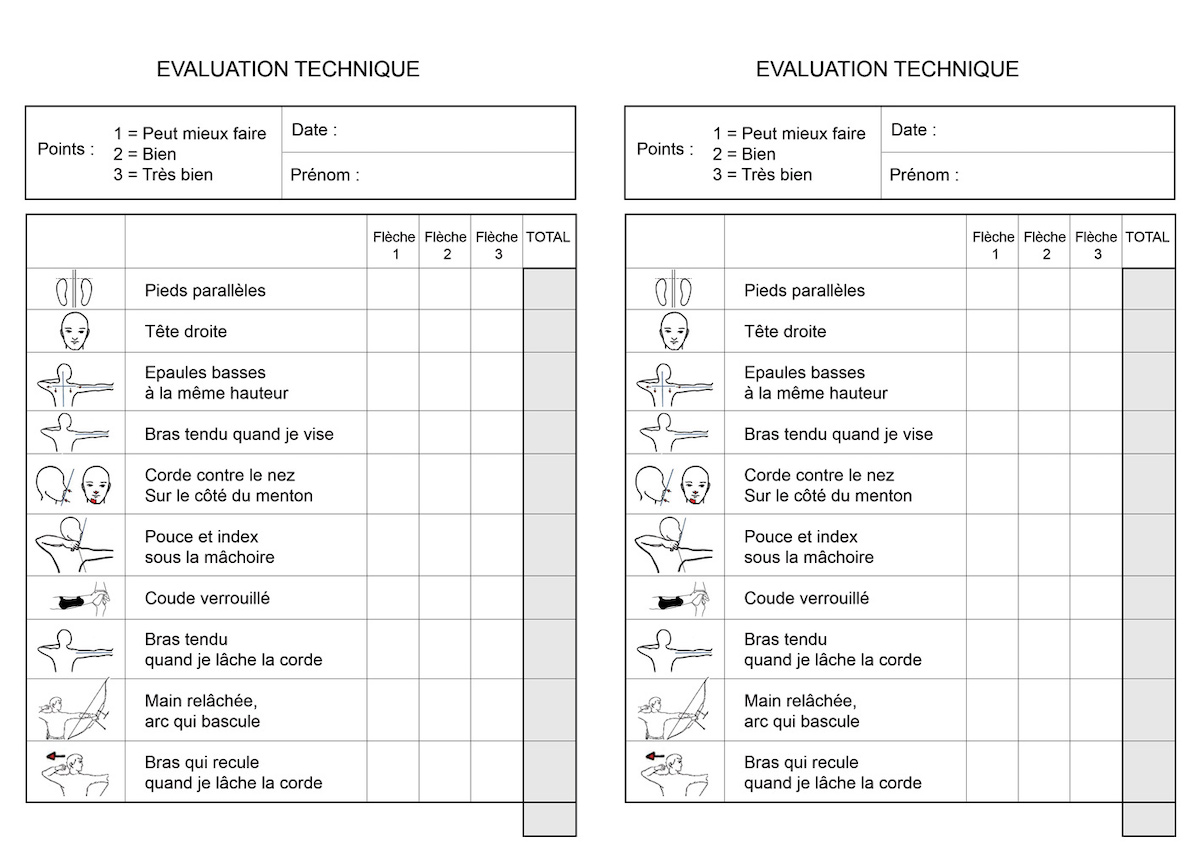 EVALUATION TECHNIQUE
Points :
1 = Peut mieux faire
2 = Bien
3 = Très bien
Date :
Prénom :
Flèche 1
Flèche 2
Flèche 3
TOTAL
Pieds parallèles
Tête droite
Epaules basses
à la même hauteur
Bras tendu quand je vise
Corde contre le nez
Sur le côté du menton
Pouce et index
sous la mâchoire
Coude verrouillé
Bras tendu
quand je lâche la corde
Main relâchée,
arc qui bascule
Bras qui recule
quand je lâche la corde
EVALUATION TECHNIQUE
Points :
1 = Peut mieux faire
2 = Bien
3 = Très bien
Date :
Prénom :
Flèche 1
Flèche 2
Flèche 3
TOTAL
Pieds parallèles
Tête droite
Epaules basses
à la même hauteur
Bras tendu quand je vise
Corde contre le nez
Sur le côté du menton
Pouce et index
sous la mâchoire
Coude verrouillé
Bras tendu
quand je lâche la corde
Main relâchée,
arc qui bascule
Bras qui recule
quand je lâche la corde